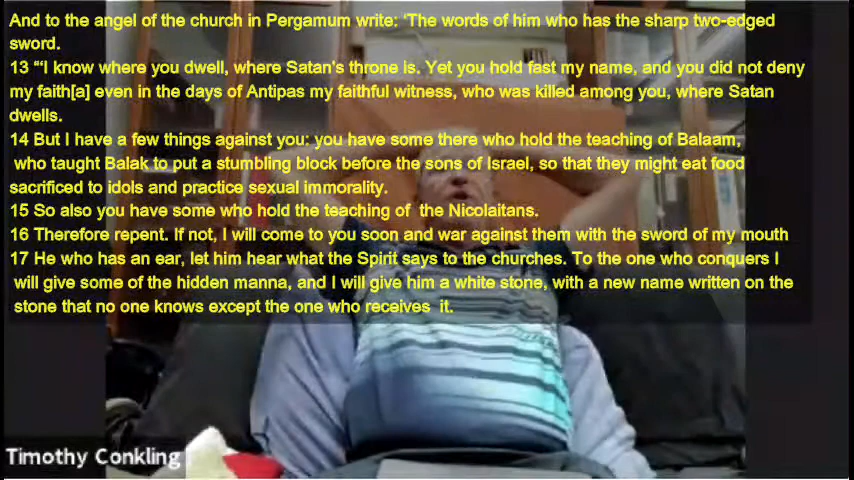 And to the angel of the church in Pergamum write: 'The words of him who has the sharp two-edged
sword.
13 "'I know where you dwell, where Satan's throne is. Yet you hold fast my name, and you did not deny
my faith[a] even in the days of Antipas my faithful witness, who was killed among you, where Satan
dwells.
14 But I have a few things against you: you have some there who hold the teaching of Balaam,
who taught Balak to put a stumbling block before the sons of Israel, so that they might eat food
sacrificed to idols and practice sexual immorality.
15 So also you have some who hold the teaching of the Nicolaitans.
16 Therefore repent. If not, I will come to you soon and war against them with the sword of my mouth
17 He who has an ear, let him hear what the Spirit says to the churches. To the one who conquers I
will give some of the hidden manna, and I will give him a white stone, with a new name written on the
stone that no one knows except the one who receives it.
Timothy Conkling